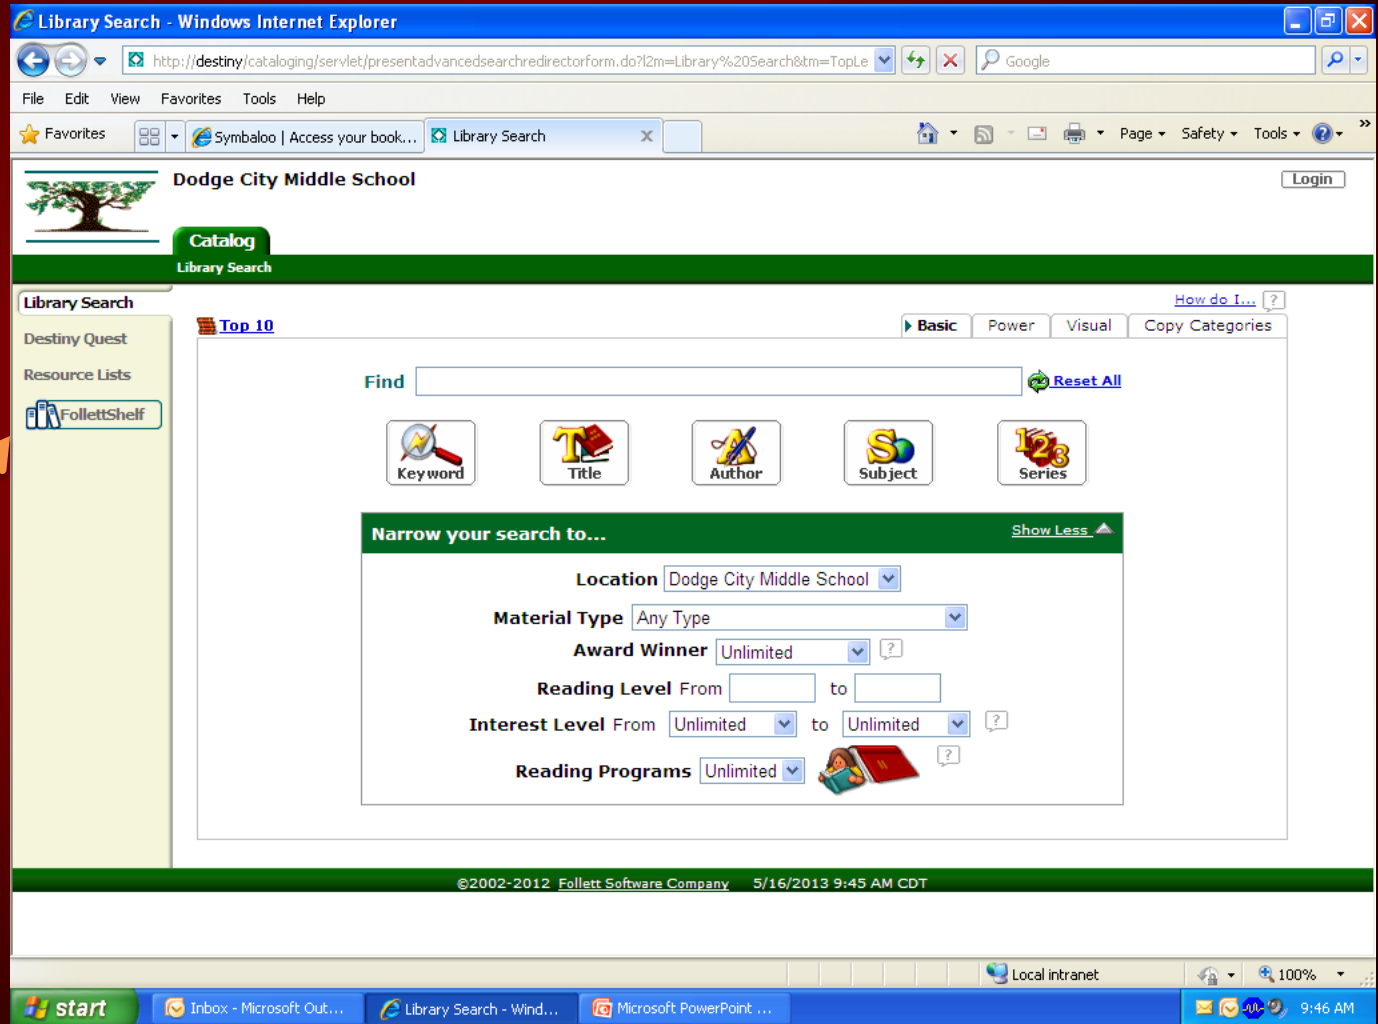 Library Search - Windows Internet Explorer
http://destiny/cataloging/servlet/presentadvancedsearchredirectorform.do?l2m=Library%20Search&tm=TopLe
Google
File Edit View Favorites Tools Help
Favorites
Symbaloo | Access your book...
Library Search
Page
Safety
Tools
Dodge City Middle School
Login
Catalog
Library Search
Library Search
How do I... ?
Destiny Quest
Top 10
Basic
Power
Visual
Copy Categories
Resource Lists
FollettShelf
Find
Reset All
Keyword
Title
Author
Subject
Series
Narrow your search to...
Show Less
Location Dodge City Middle School
Material Type Any Type
Award Winner Unlimited ?
Reading Level From to
Interest Level From Unlimited to Unlimited ?
Reading Programs Unlimited ?
©2002-2012 Follett Software Company 5/16/2013 9:45 AM CDT
Local intranet
100%
start
Inbox - Microsoft Out...
Library Search - Wind...
Microsoft PowerPoint ...
9:46 AM